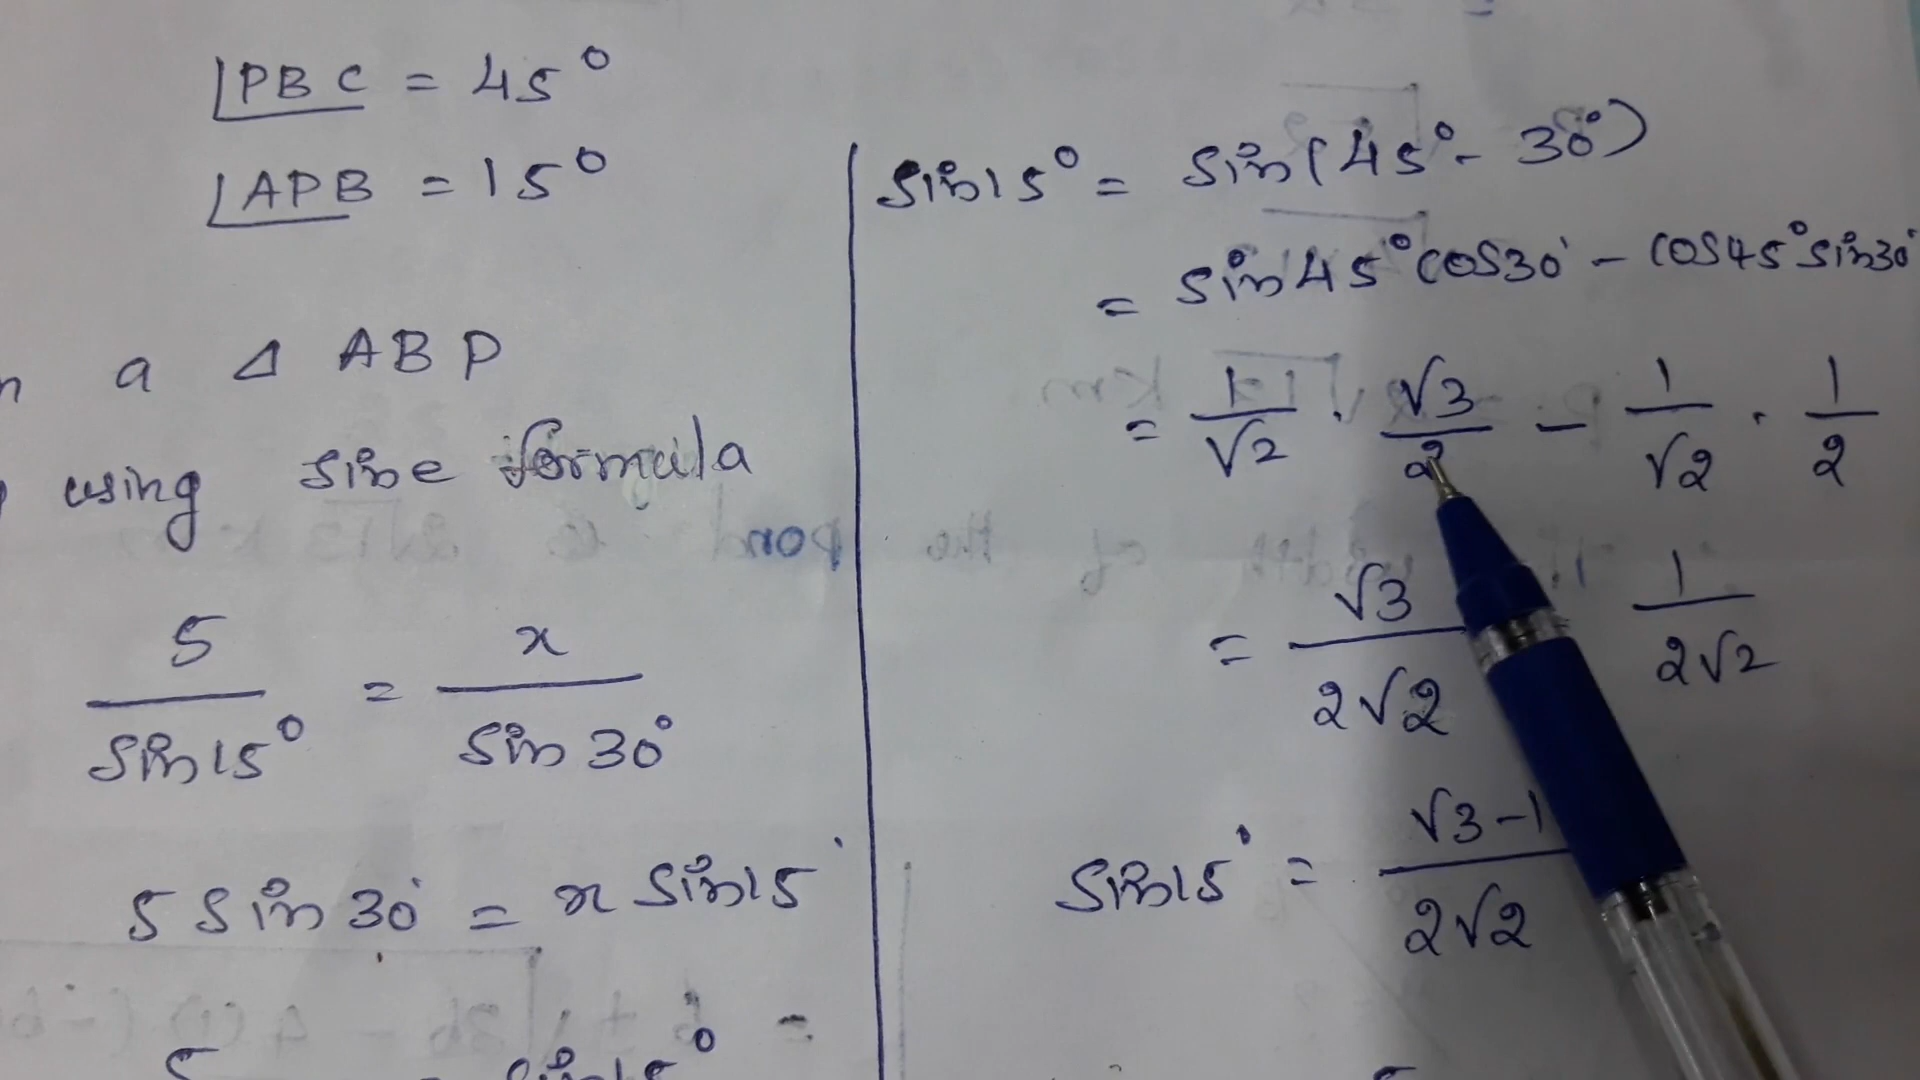 ∠PBC = 45°
∠APB = 15°
a Δ ABP
using sine formula
5/sin15° = x/sin30°
5 sin30° = x sin15°
sin15° = sin(45° - 30°)
= sin45° cos30° - cos45° sin30°
= 1/√2 · √3/2 - 1/√2 · 1/2
= √3/2√2 1/2√2
sin15° = √3-1/2√2